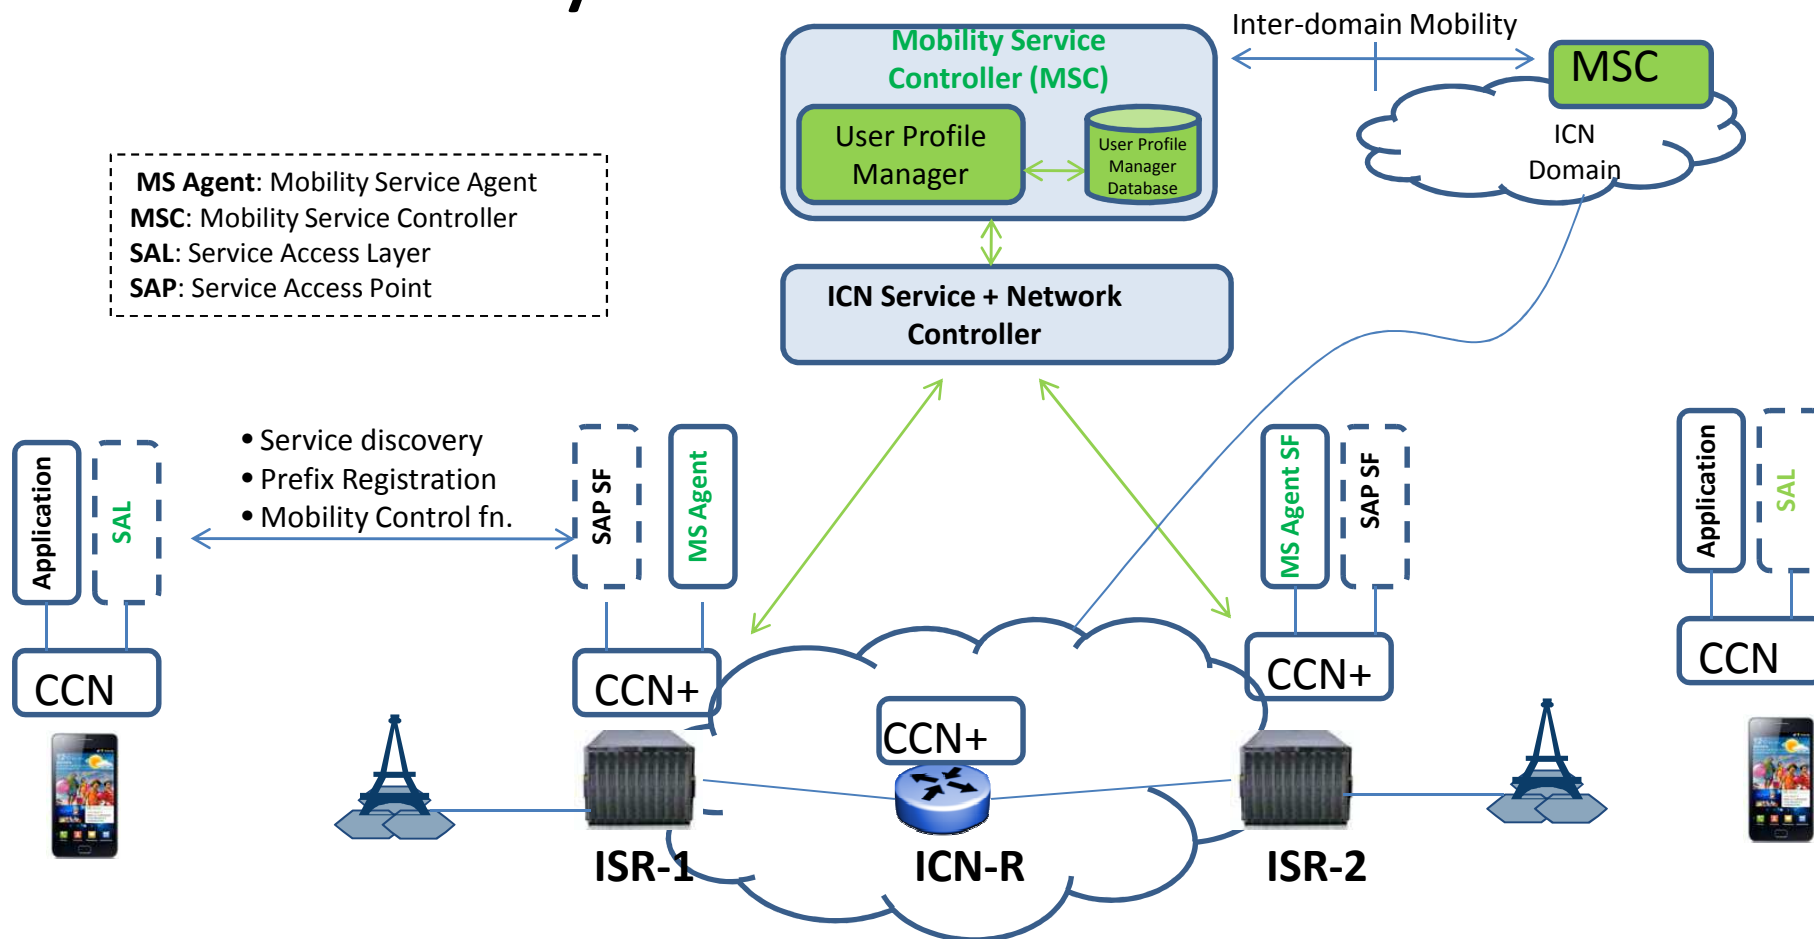 Inter-domain Mobility
Mobility Service
Controller (MSC)
MSC
User Profile
Manager
User Profile
Manager
Database
ICN
Domain
MS Agent: Mobility Service Agent
MSC: Mobility Service Controller
SAL: Service Access Layer
SAP: Service Access Point
ICN Service + Network
Controller
• Service discovery
• Prefix Registration
• Mobility Control fn.
Application
SAL
SAP SF
MS Agent
MS Agent SF
SAP SF
Application
SAL
CCN
CCN+
CCN+
CCN+
CCN
ISR-1
ICN-R
ISR-2